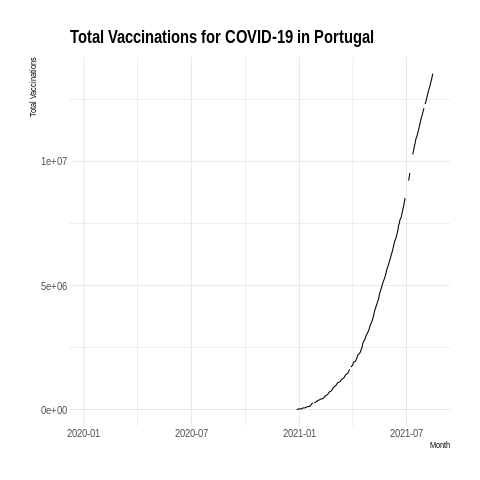 Total Vaccinations for COVID-19 in Portugal
Total Vaccinations
1e+07
5e+06
0e+00
2020-01 2020-07 2021-01 2021-07
Month